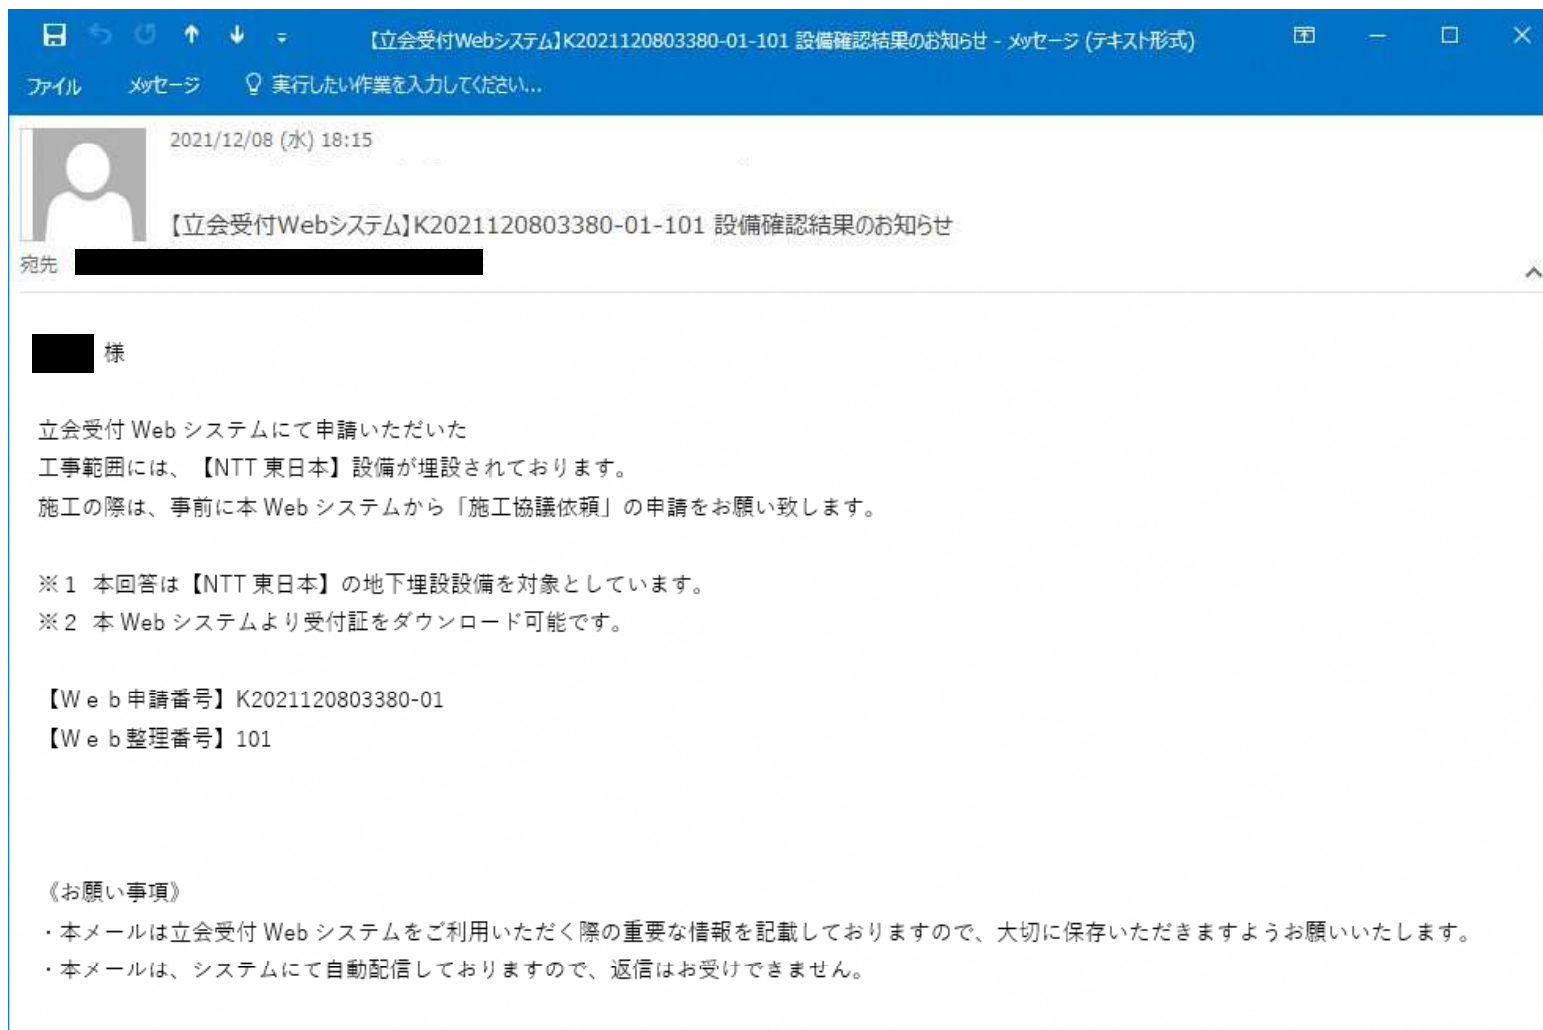 【立会受付Webシステム】K2021120803380-01-101 設備確認結果のお知らせ - メッセージ (テキスト形式)
ファイル メッセージ 実行したい作業を入力してください...
2021/12/08 (水) 18:15
【立会受付Webシステム】K2021120803380-01-101 設備確認結果のお知らせ
宛先
様
立会受付 Web システムにて申請いただいた
工事範囲には、【NTT 東日本】設備が埋設されております。
施工の際は、事前に本 Web システムから「施工協議依頼」の申請をお願い致します。
※１ 本回答は【NTT 東日本】の地下埋設設備を対象としています。
※２ 本 Web システムより受付証をダウンロード可能です。
【Ｗｅｂ申請番号】K2021120803380-01
【Ｗｅｂ整理番号】101
《お願い事項》
・本メールは立会受付 Web システムをご利用いただく際の重要な情報を記載しておりますので、大切に保存いただきますようお願いいたします。
・本メールは、システムにて自動配信しておりますので、返信はお受けできません。